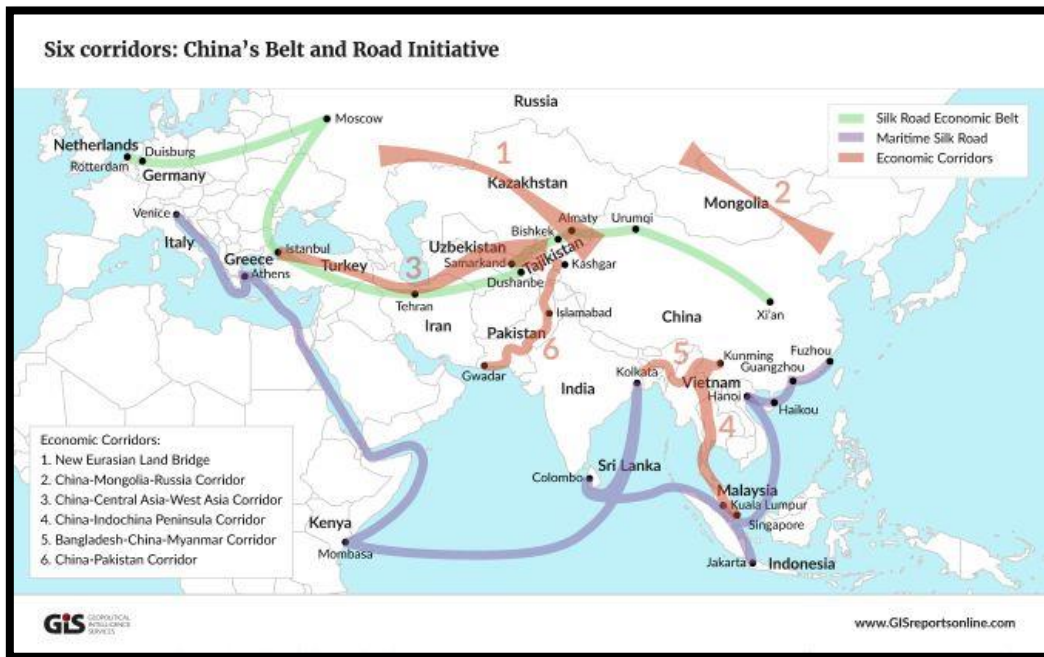 Six corridors: China's Belt and Road Initiative
Russia
Silk Road Economic Belt
Maritime Silk Road
Economic Corridors
Moscow
Netherlands
Duisburg
Rotterdam
Germany
1
Kazakhstan
2
Mongolia
Venice
Almaty
Urumqi
Bishkek
Italy
Istanbul
Uzbekistan
Greece
Turkey
Samarkand
Tajikistan
Kashgar
Athens
3
Dushanbe
Tehran
Xi'an
Iran
Islamabad
China
Pakistan
6
Gwadar
5
Kunming
Fuzhou
Kolkata
Guangzhou
Vietnam
India
Hanoi
Haikou
4
Economic Corridors:
1. New Eurasian Land Bridge
2. China-Mongolia-Russia Corridor
3. China-Central Asia-West Asia Corridor
4. China-Indochina Peninsula Corridor
5. Bangladesh-China-Myanmar Corridor
6. China-Pakistan Corridor
Sri Lanka
Colombo
Malaysia
Kuala Lumpur
Singapore
Kenya
Mombasa
Jakarta
Indonesia
GIS
GEOPOLITICAL
INTELLIGENCE
SERVICES
www.GISreportsonline.com